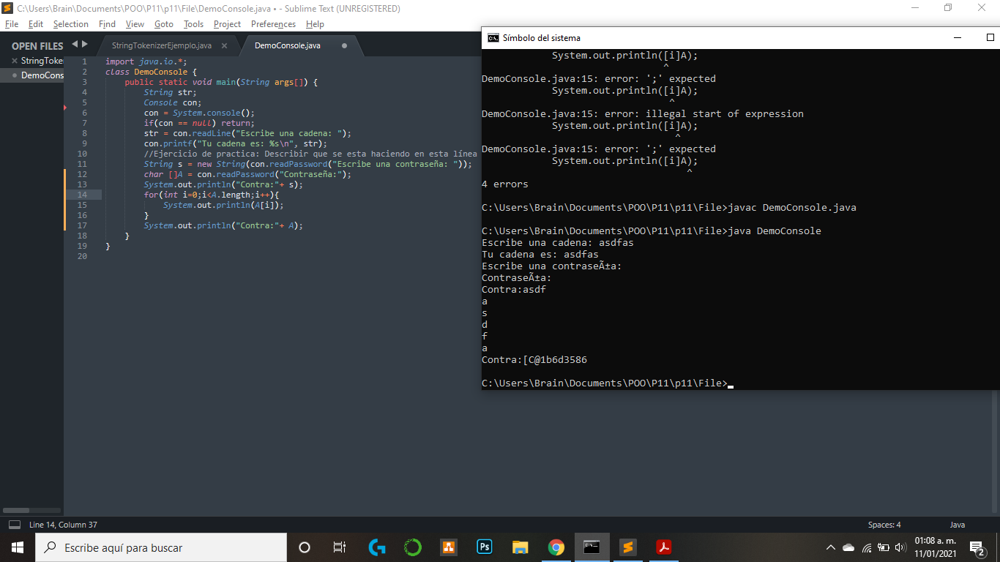 C:\Users\Brain\Documents\POO\P11\p11\File\DemoConsole.java • - Sublime Text (UNREGISTERED)
File Edit Selection Find View Goto Tools Project Preferences Help
OPEN FILES
StringToke
DemoCons
StringTokenizerEjemplo.java
DemoConsole.java
1 import java.io.*;
2 class DemoConsole {
3 public static void main(String args[]) {
4 String str;
5 Console con;
6 con = System.console();
7 if(con == null) return;
8 str = con.readLine("Escribe una cadena: ");
9 con.printf("Tu cadena es: %s\n", str);
10 //Ejercicio de practica: Describir que se esta haciendo en esta línea
11 String s = new String(con.readPassword("Escribe una contraseña: "));
12 char []A = con.readPassword("Contraseña:");
13 System.out.println("Contra:"+ s);
14 for(int i=0;i<A.length;i++){
15 System.out.println(A[i]);
16 }
17 System.out.println("Contra:"+ A);
18 }
19 }
20
Símbolo del sistema
System.out.println([i]A);
^
DemoConsole.java:15: error: ';' expected
System.out.println([i]A);
^
DemoConsole.java:15: error: illegal start of expression
System.out.println([i]A);
^
DemoConsole.java:15: error: ';' expected
System.out.println([i]A);
^
4 errors
C:\Users\Brain\Documents\POO\P11\p11\File>javac DemoConsole.java
C:\Users\Brain\Documents\POO\P11\p11\File>java DemoConsole
Escribe una cadena: asdfas
Tu cadena es: asdfas
Escribe una contraseÃ±a:
ContraseÃ±a:
Contra:asdf
a
s
d
f
a
Contra:[C@1b6d3586
C:\Users\Brain\Documents\POO\P11\p11\File>
Line 14, Column 37
Spaces: 4
Java
Escribe aquí para buscar
Ps
01:08 a. m.
11/01/2021
2